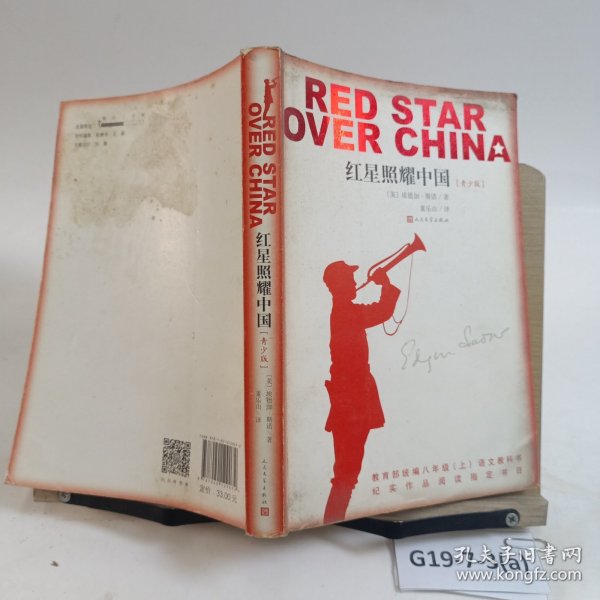 RED STAR
OVER CHINA
红星照耀中国 [青少版]
[美] 埃德加·斯诺 / 著
董乐山 / 译
人民文学出版社
Edgar Snow
教育部统编八年级(上)语文教科书
纪实作品阅读指定书目
RED STAR
OVER CHINA
红星照耀中国
[青少版]
[美] 埃德加·斯诺 著
董乐山 译
人民文学出版社
定价:33.00元
G19-7-5(a)
孔夫子旧书网
www.kongfz.com